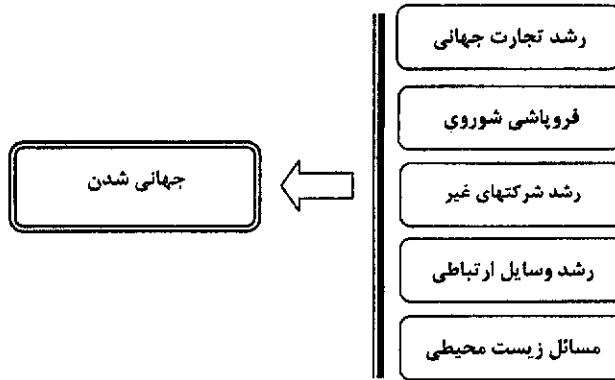 رشد تجارت جهانی
فروپاشی شوروی
رشد شرکتهای غیر
رشد وسایل ارتباطی
مسائل زیست محیطی
جهانی شدن